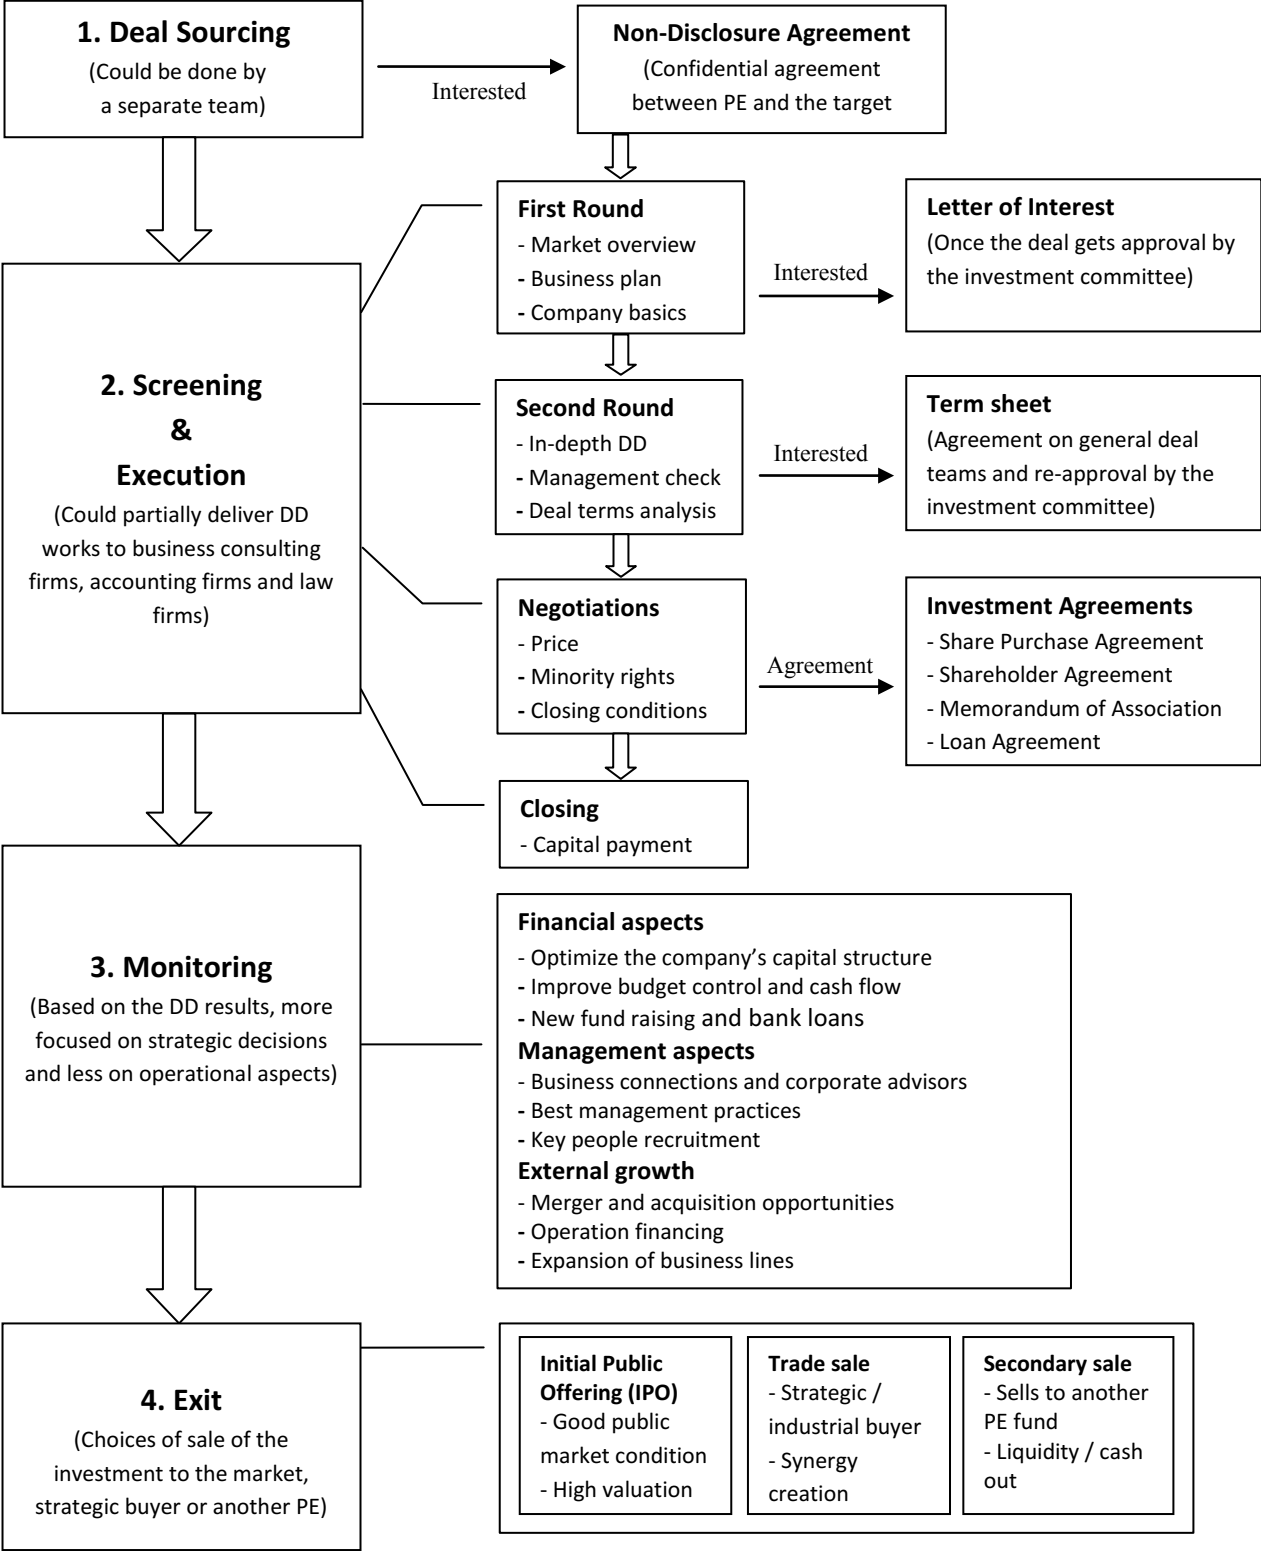 1. Deal Sourcing
(Could be done by
a separate team)
Interested
Non-Disclosure Agreement
(Confidential agreement
between PE and the target
First Round
- Market overview
- Business plan
- Company basics
Interested
Letter of Interest
(Once the deal gets approval by
the investment committee)
2. Screening
&
Execution
(Could partially deliver DD
works to business consulting
firms, accounting firms and law
firms)
Second Round
- In-depth DD
- Management check
- Deal terms analysis
Interested
Term sheet
(Agreement on general deal
teams and re-approval by the
investment committee)
Negotiations
- Price
- Minority rights
- Closing conditions
Agreement
Investment Agreements
- Share Purchase Agreement
- Shareholder Agreement
- Memorandum of Association
- Loan Agreement
Closing
- Capital payment
3. Monitoring
(Based on the DD results, more
focused on strategic decisions
and less on operational aspects)
Financial aspects
- Optimize the company’s capital structure
- Improve budget control and cash flow
- New fund raising and bank loans
Management aspects
- Business connections and corporate advisors
- Best management practices
- Key people recruitment
External growth
- Merger and acquisition opportunities
- Operation financing
- Expansion of business lines
4. Exit
(Choices of sale of the
investment to the market,
strategic buyer or another PE)
Initial Public
Offering (IPO)
- Good public
market condition
- High valuation
Trade sale
- Strategic /
industrial buyer
- Synergy
creation
Secondary sale
- Sells to another
PE fund
- Liquidity / cash
out